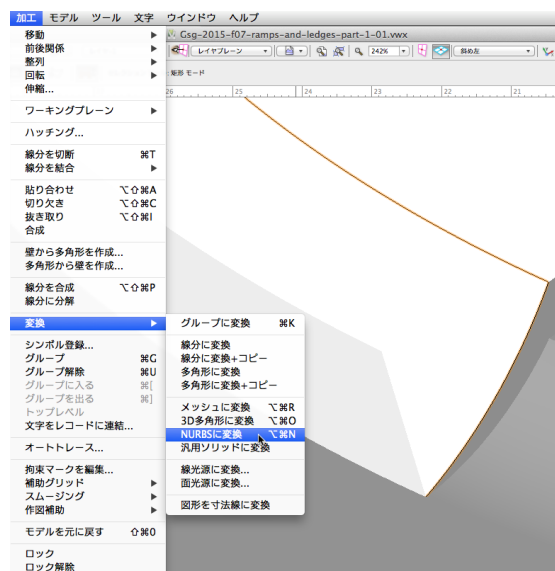 加工 モデル ツール 文字 ウインドウ ヘルプ
Gsg-2015-f07-ramps-and-ledges-part-1-01.vwx
レイヤプレーン 242% 斜め左
矩形 モード
26 25 24 23 22 21
移動
前後関係
整列
回転
伸縮...
ワーキングプレーン
ハッチング...
線分を切断 ⌘T
線分を結合
貼り合わせ ⌥⇧⌘A
切り欠き ⌥⇧⌘C
抜き取り ⌥⇧⌘I
合成
壁から多角形を作成...
多角形から壁を作成...
線分を合成 ⌥⇧⌘P
線分に分解
変換
シンボル登録...
グループ ⌘G
グループ解除 ⌘U
グループに入る ⌘[
グループを出る ⌘]
トップレベル
文字をレコードに連結...
オートトレース...
拘束マークを編集...
補助グリッド
スムージング
作図補助
モデルを元に戻す ⇧⌘0
ロック
ロック解除
グループに変換 ⌘K
線分に変換
線分に変換+コピー
多角形に変換
多角形に変換+コピー
メッシュに変換 ⌥⌘R
3D多角形に変換 ⌥⌘O
NURBSに変換 ⌥⌘N
汎用ソリッドに変換
線光源に変換...
面光源に変換...
図形を寸法線に変換